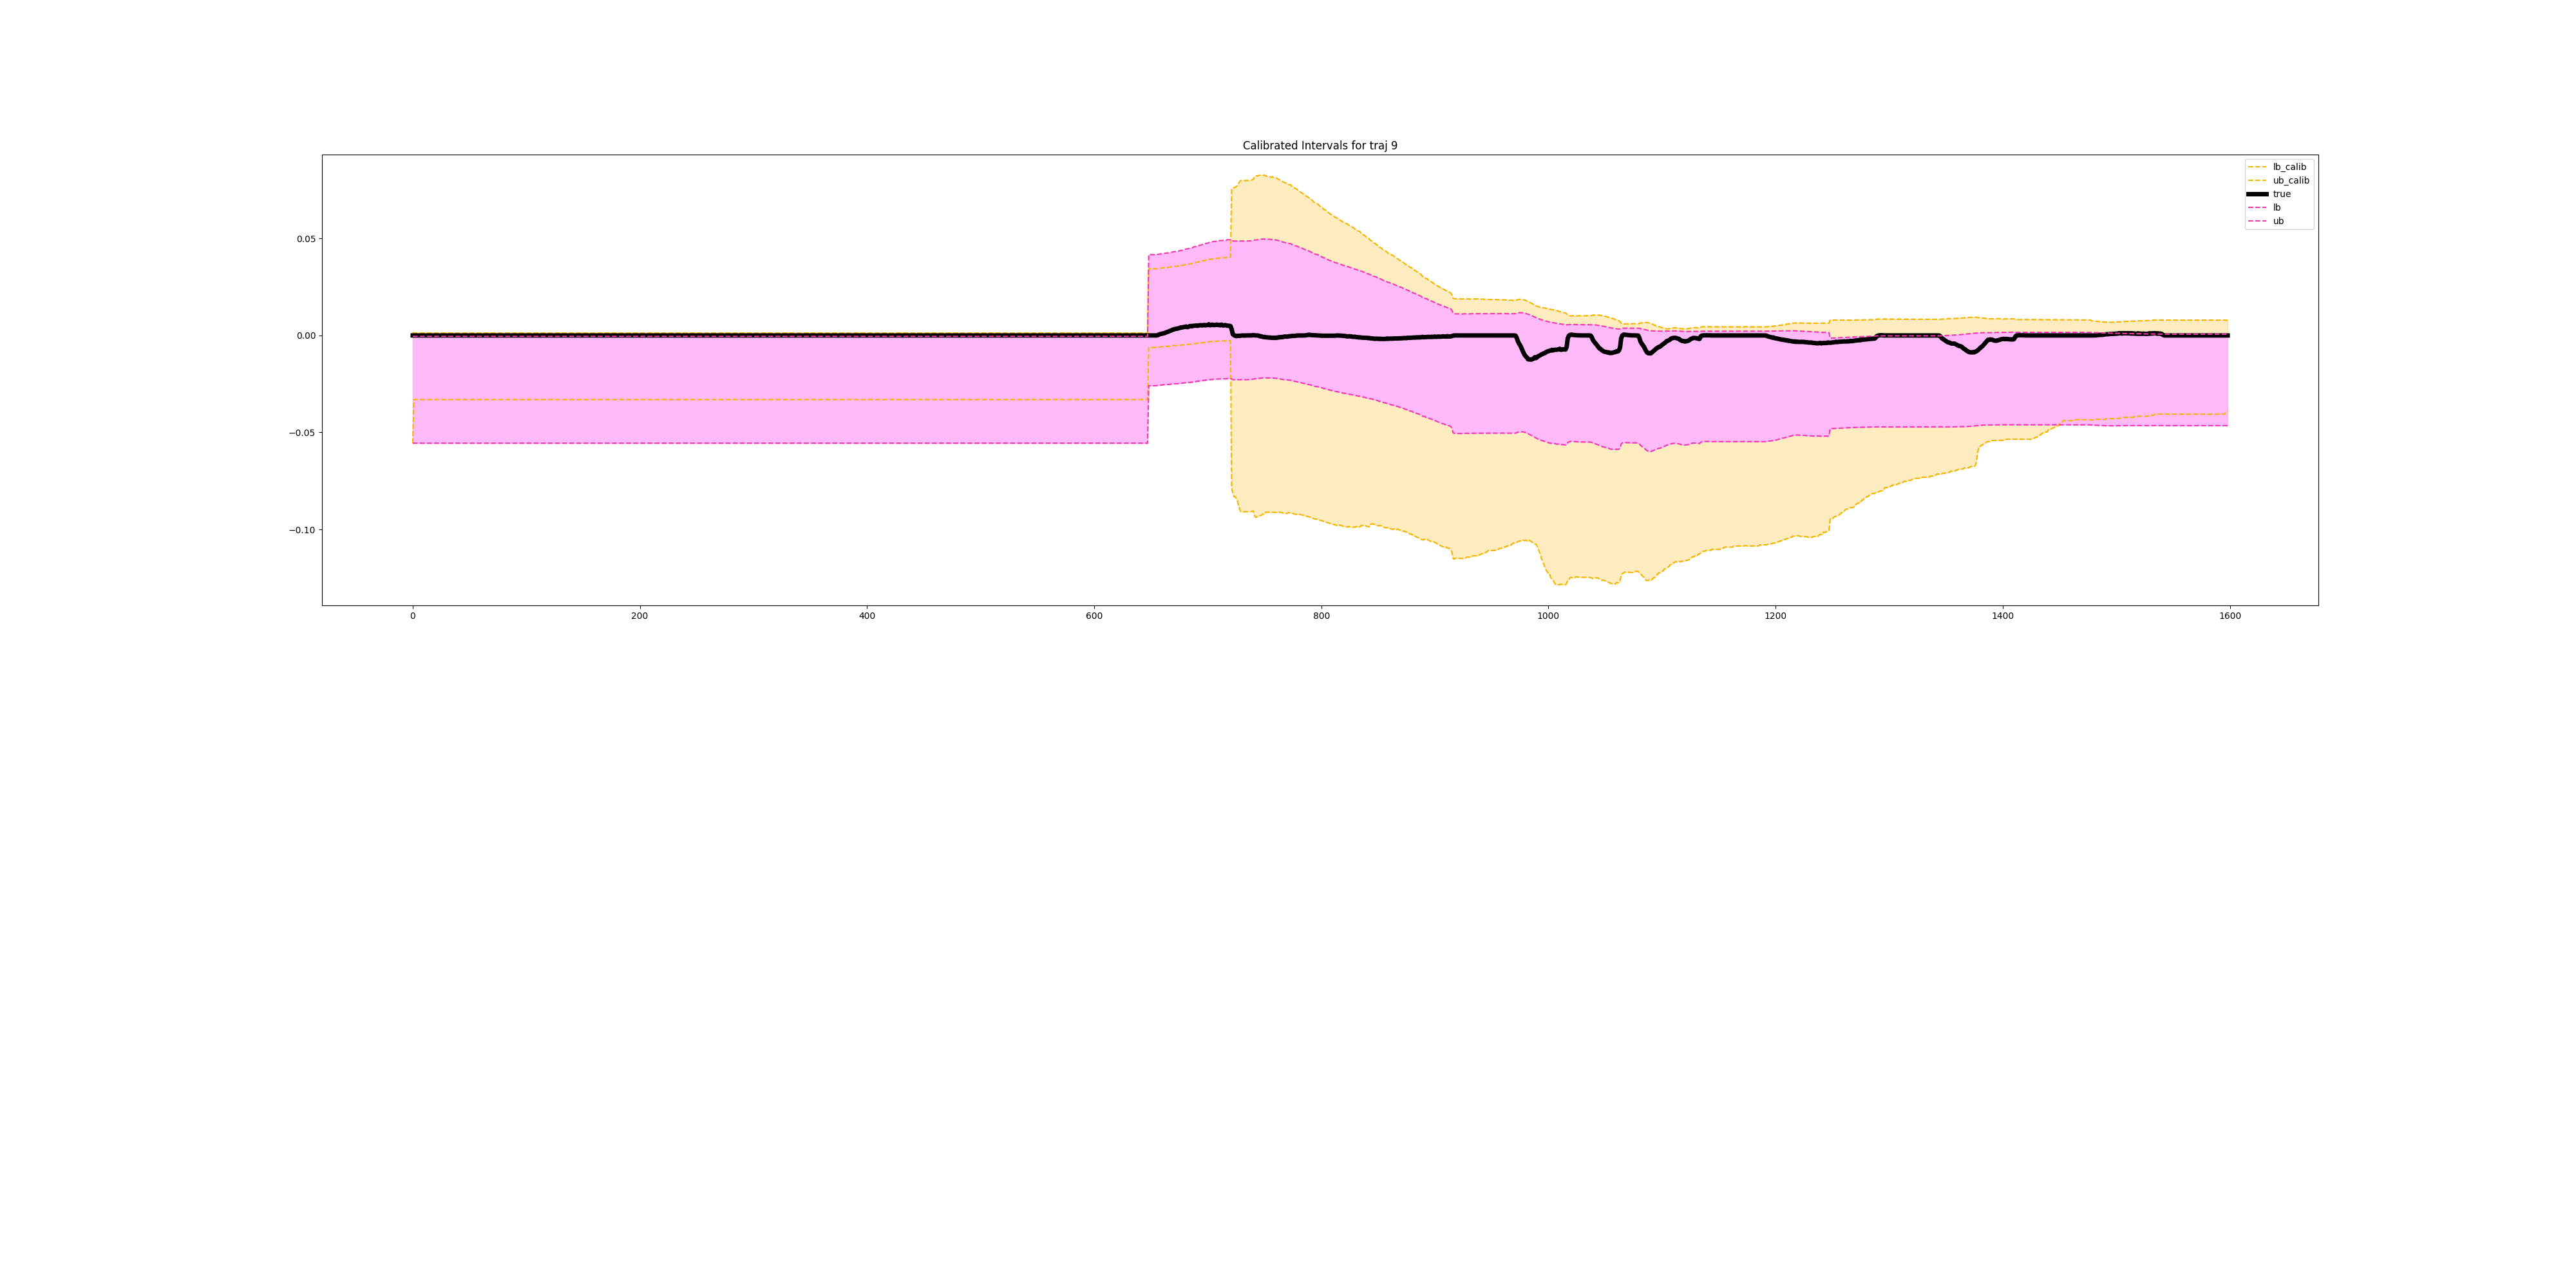 Calibrated Intervals for traj 9
lb_calib
ub_calib
true
lb
ub
0.05
0.00
−0.05
−0.10
0 200 400 600 800 1000 1200 1400 1600